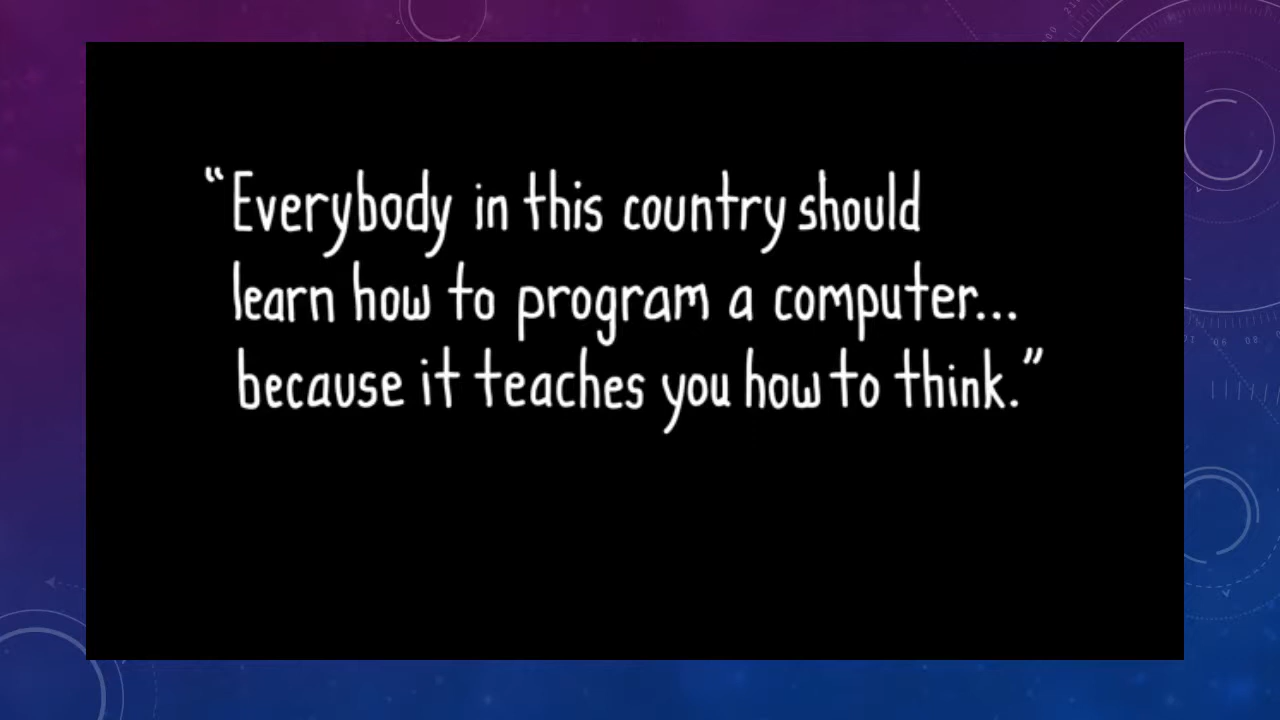 “Everybody in this country should
learn how to program a computer...
because it teaches you how to think.”